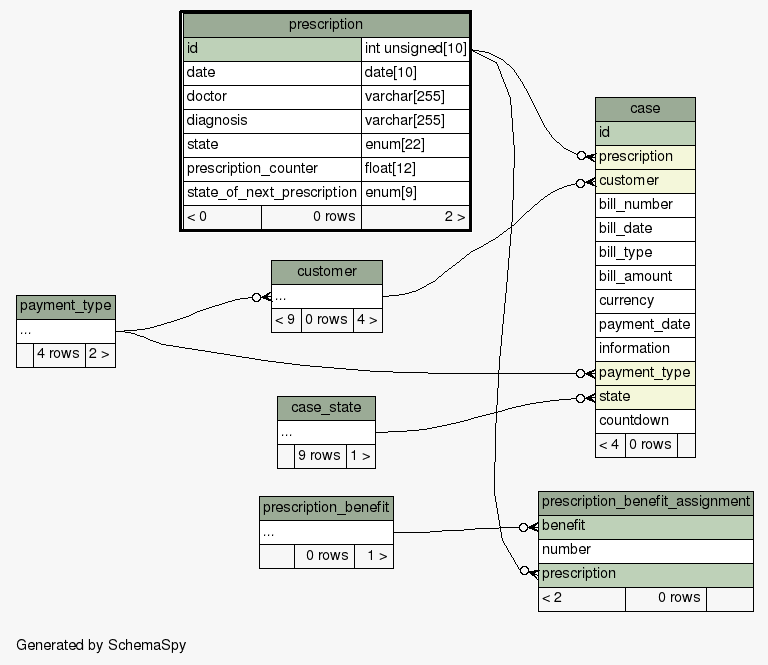 prescription
id int unsigned[10]
date date[10]
doctor varchar[255]
diagnosis varchar[255]
state enum[22]
prescription_counter float[12]
state_of_next_prescription enum[9]
< 0 0 rows 2 >
case
id
prescription
customer
bill_number
bill_date
bill_type
bill_amount
currency
payment_date
information
payment_type
state
countdown
< 4 0 rows
customer
...
< 9 0 rows 4 >
payment_type
...
4 rows 2 >
case_state
...
9 rows 1 >
prescription_benefit
...
0 rows 1 >
prescription_benefit_assignment
benefit
number
prescription
< 2 0 rows
Generated by SchemaSpy